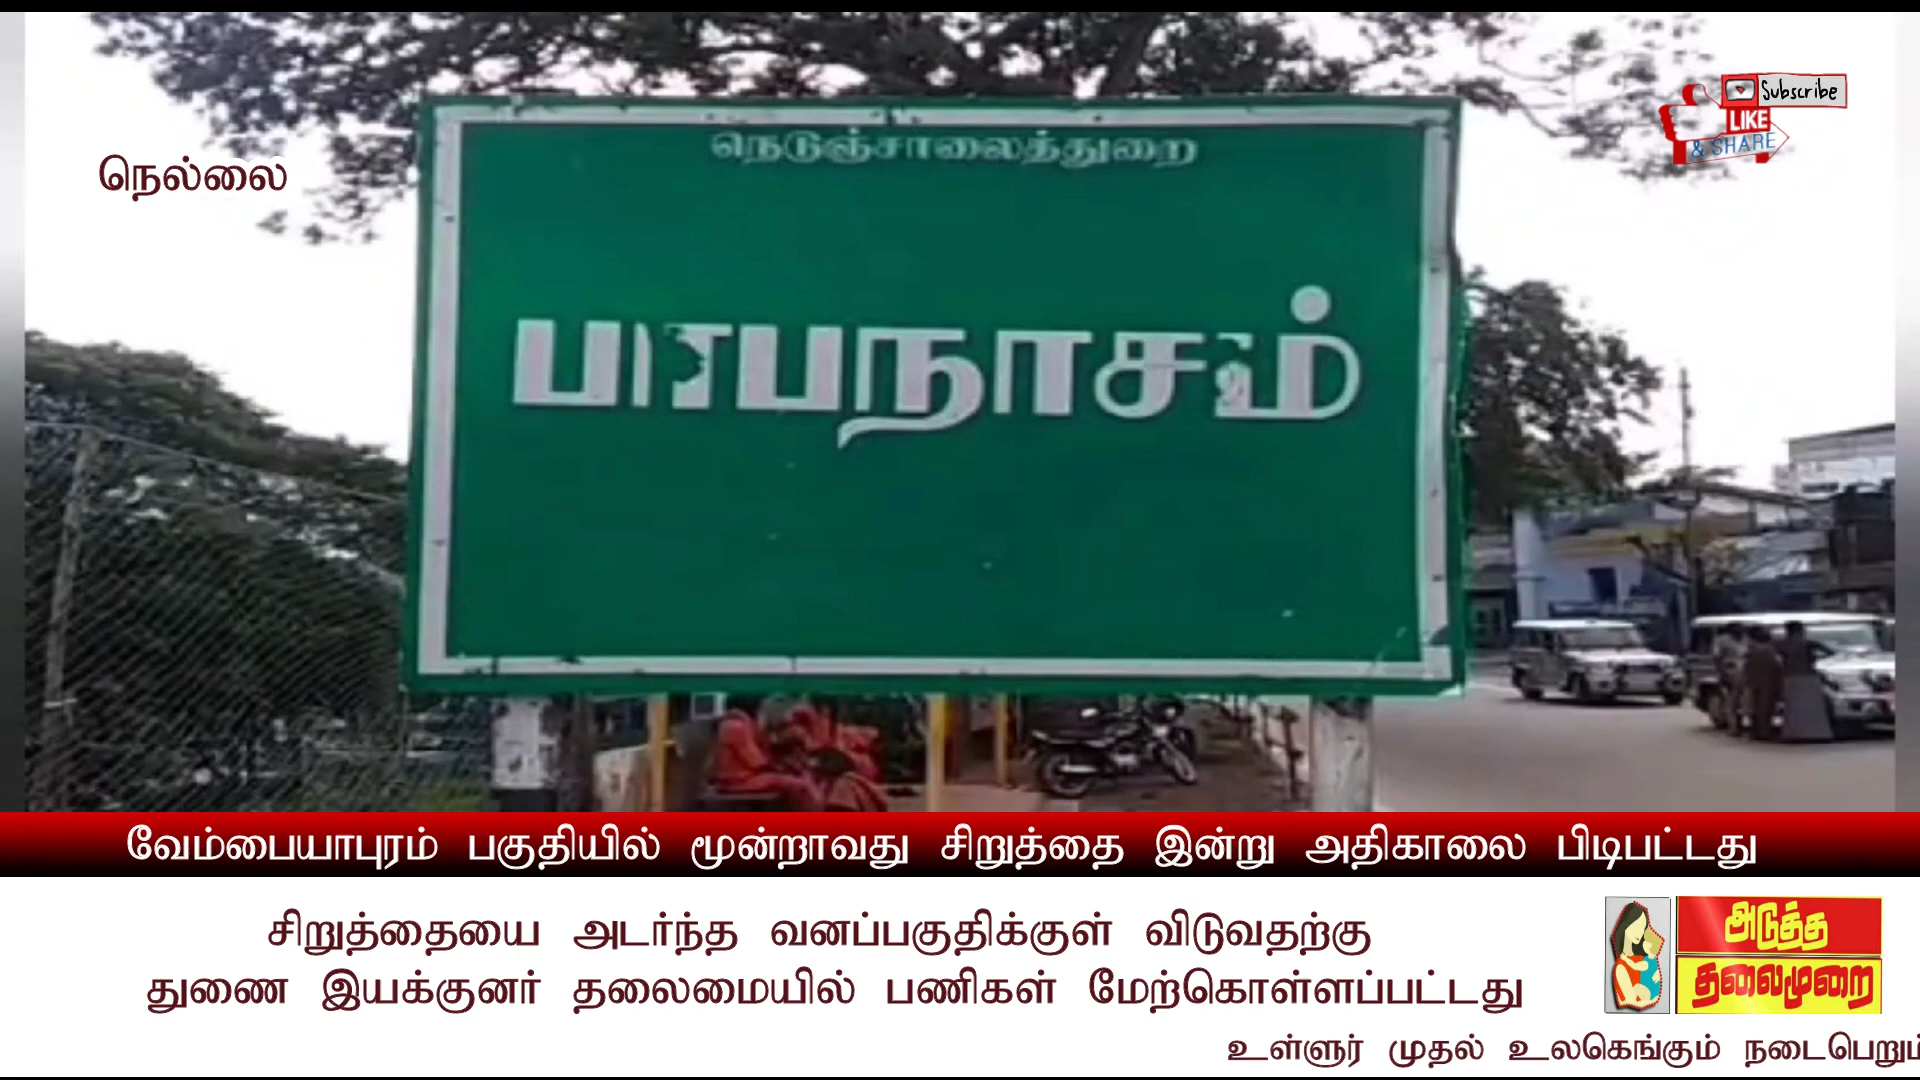 Subscribe
LIKE
& SHARE
நெல்லை
நெடுஞ்சாலைத்துறை
பாபநாசம்
வேம்பையாபுரம் பகுதியில் மூன்றாவது சிறுத்தை இன்று அதிகாலை பிடிபட்டது
சிறுத்தையை அடர்ந்த வனப்பகுதிக்குள் விடுவதற்கு
துணை இயக்குனர் தலைமையில் பணிகள் மேற்கொள்ளப்பட்டது
அடுத்த
தலைமுறை
உள்ளுர் முதல் உலகெங்கும்